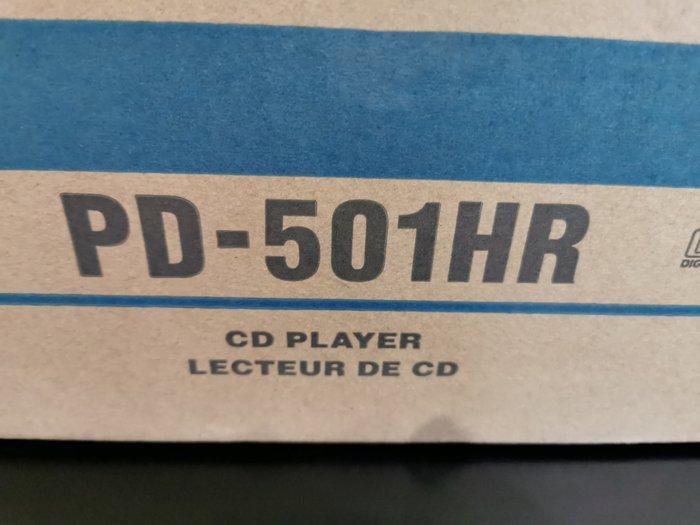 PD-501HR
CD PLAYER
LECTEUR DE CD